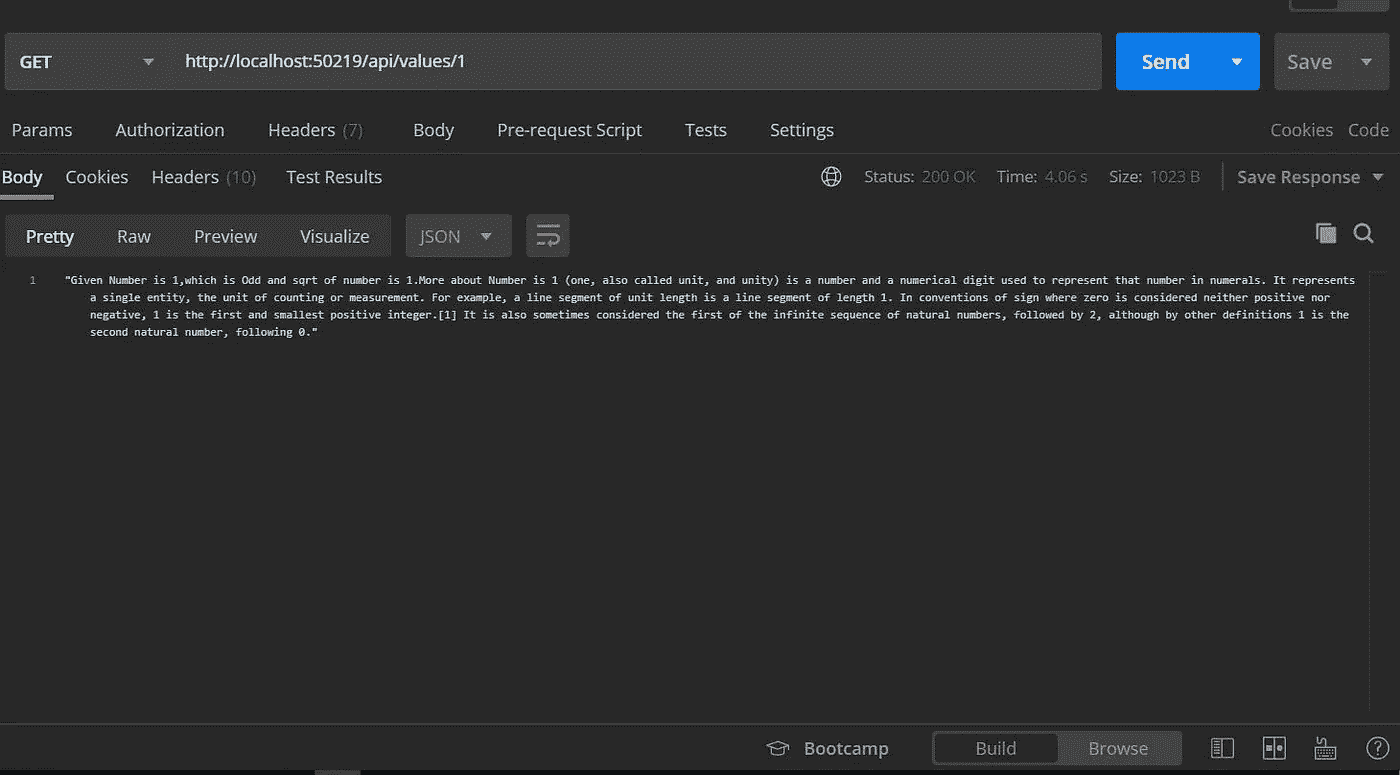 GET http://localhost:50219/api/values/1 Send Save
Params Authorization Headers (7) Body Pre-request Script Tests Settings Cookies Code
Body Cookies Headers (10) Test Results Status: 200 OK Time: 4.06 s Size: 1023 B Save Response
Pretty Raw Preview Visualize JSON
1 "Given Number is 1,which is Odd and sqrt of number is 1.More about Number is 1 (one, also called unit, and unity) is a number and a numerical digit used to represent that number in numerals. It represents
a single entity, the unit of counting or measurement. For example, a line segment of unit length is a line segment of length 1. In conventions of sign where zero is considered neither positive nor
negative, 1 is the first and smallest positive integer.[1] It is also sometimes considered the first of the infinite sequence of natural numbers, followed by 2, although by other definitions 1 is the
second natural number, following 0."
Bootcamp Build Browse